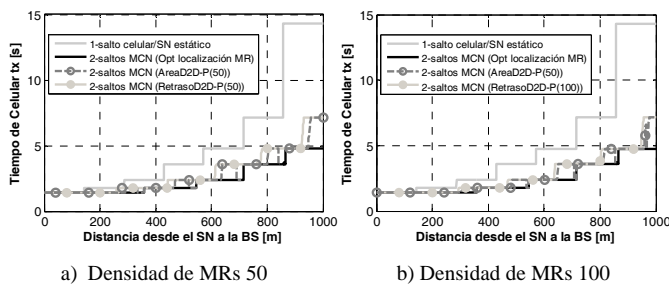 15
10
5
0
Tiempo de Celular tx [s]
1-salto celular/SN estático
2-saltos MCN (Opt localización MR)
2-saltos MCN (AreaD2D-P(50))
2-saltos MCN (RetrasoD2D-P(50))
0 200 400 600 800 1000
Distancia desde el SN a la BS [m]
a) Densidad de MRs 50
15
10
5
0
Tiempo de Celular tx [s]
1-salto celular/SN estático
2-saltos MCN (Opt localización MR)
2-saltos MCN (AreaD2D-P(50))
2-saltos MCN (RetrasoD2D-P(100))
0 200 400 600 800 1000
Distancia desde el SN a la BS [m]
b) Densidad de MRs 100